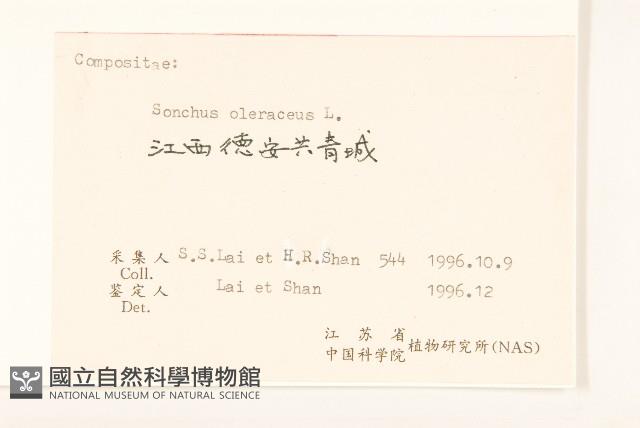 Compositae:
Sonchus oleraceus L.
江西德安共青城
采集人 S.S.Lai et H.R.Shan 544 1996.10.9
Coll.
鉴定人 Lai et Shan 1996.12
Det.
江苏省
中国科学院 植物研究所(NAS)
國立自然科學博物館
NATIONAL MUSEUM OF NATURAL SCIENCE